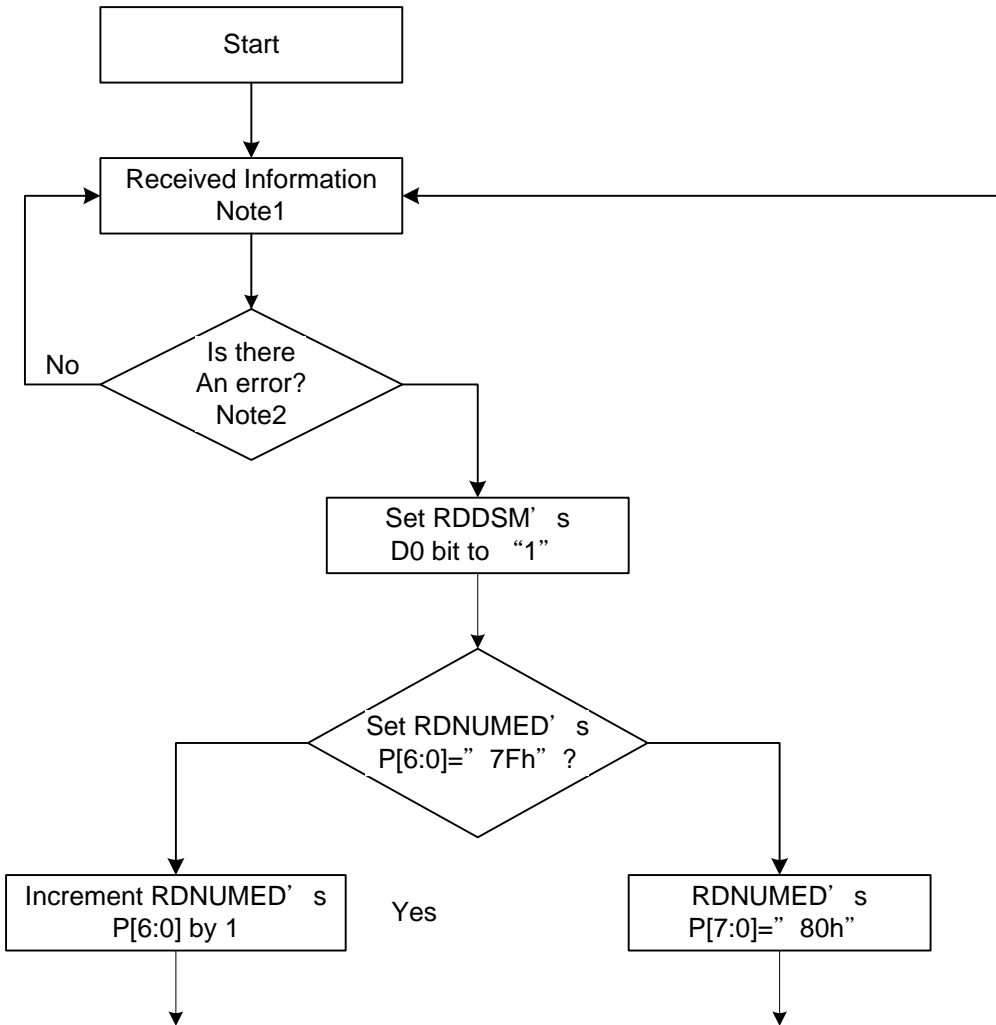 Start
Received Information
Note1
Is there
An error?
Note2
No
Set RDDSM’ s
D0 bit to “1”
Set RDNUMED’ s
P[6:0]=” 7Fh” ?
Increment RDNUMED’ s
P[6:0] by 1
Yes
RDNUMED’ s
P[7:0]=” 80h”